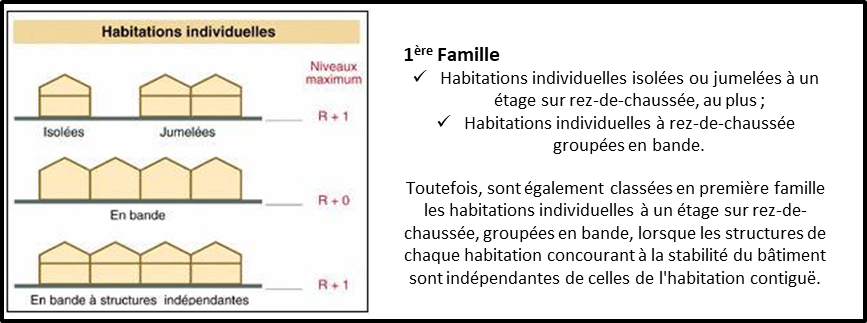 Habitations individuelles
Niveaux
maximum
Isolées
Jumelées
R + 1
En bande
R + 0
En bande à structures indépendantes
R + 1
1ère Famille
✓ Habitations individuelles isolées ou jumelées à un
étage sur rez-de-chaussée, au plus ;
✓ Habitations individuelles à rez-de-chaussée
groupées en bande.
Toutefois, sont également classées en première famille
les habitations individuelles à un étage sur rez-de-
chaussée, groupées en bande, lorsque les structures de
chaque habitation concourant à la stabilité du bâtiment
sont indépendantes de celles de l'habitation contiguë.